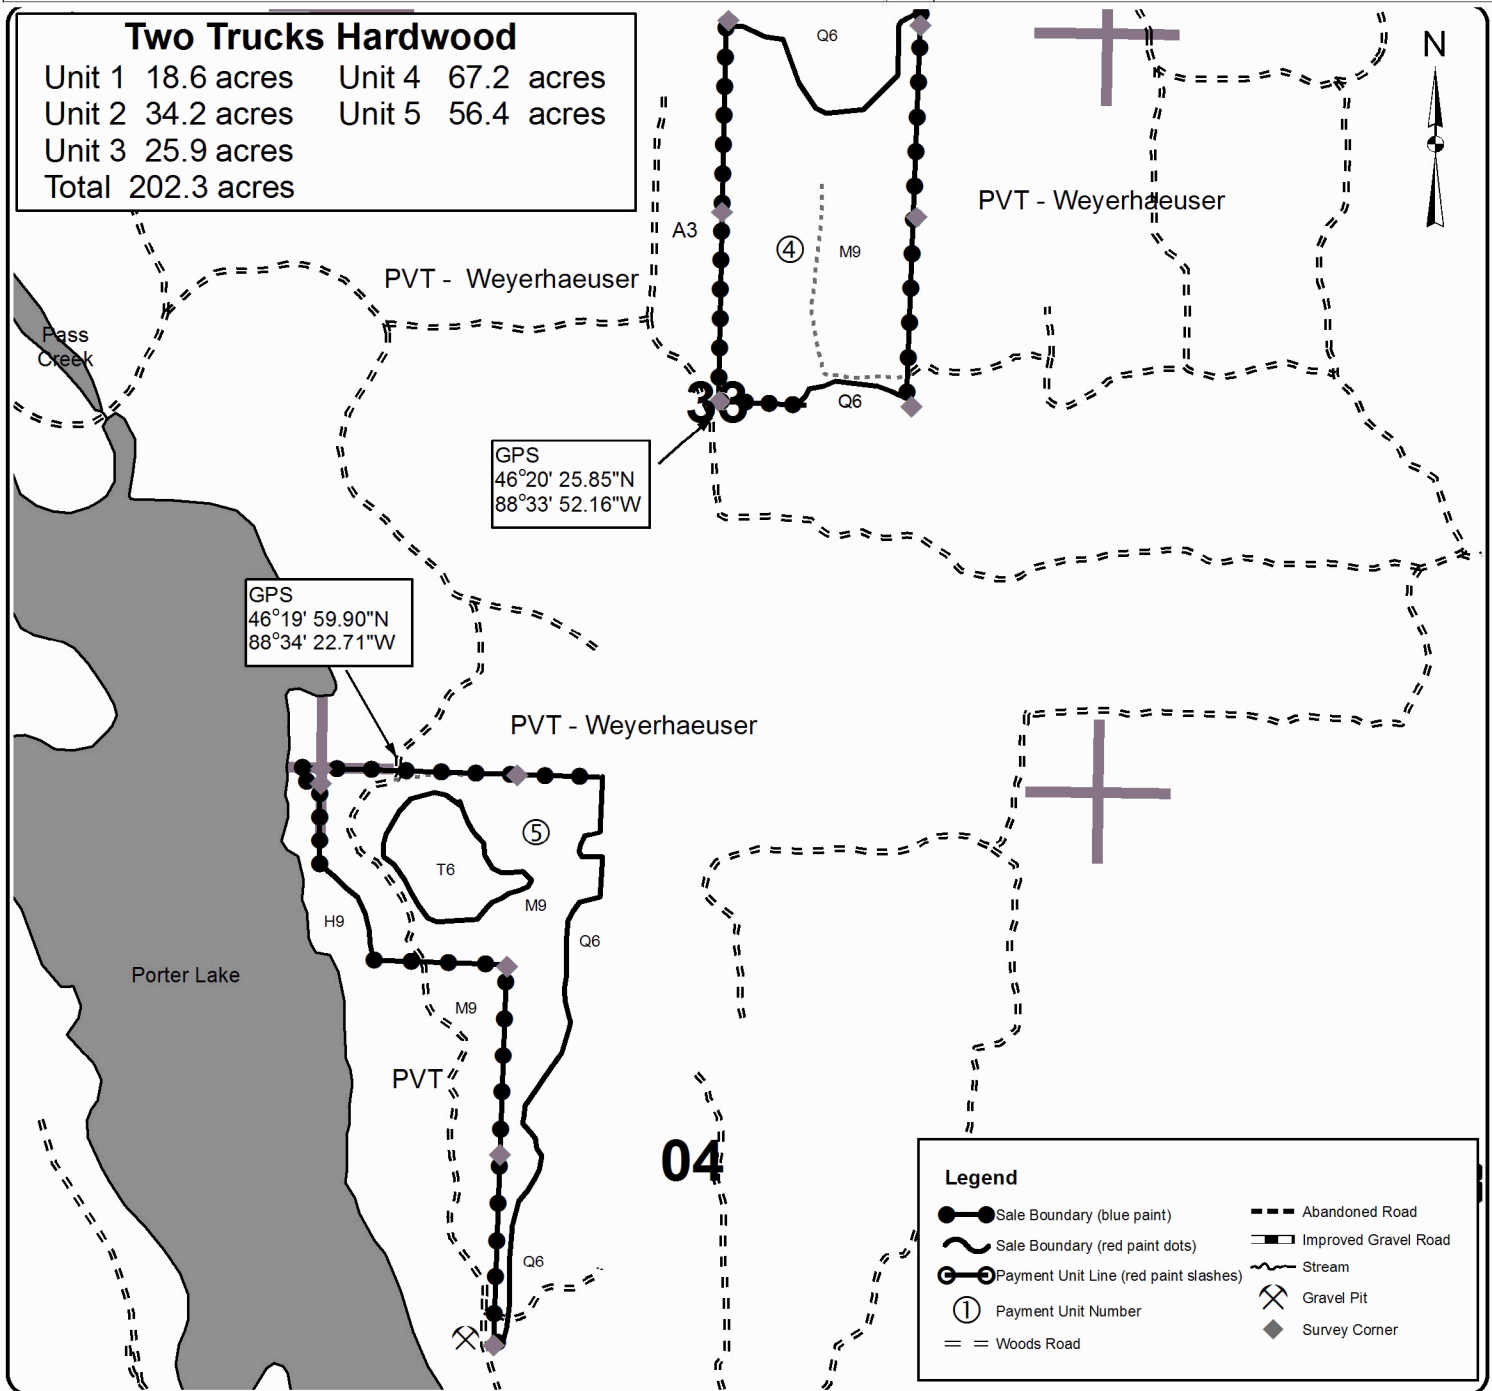 Two Trucks Hardwood
Unit 1 18.6 acres Unit 4 67.2 acres
Unit 2 34.2 acres Unit 5 56.4 acres
Unit 3 25.9 acres
Total 202.3 acres
Q6
N
PVT - Weyerhaeuser
A3
④
M9
PVT - Weyerhaeuser
Pass
Creek
33
Q6
GPS
46°20' 25.85"N
88°33' 52.16"W
GPS
46°19' 59.90"N
88°34' 22.71"W
PVT - Weyerhaeuser
⑤
T6
M9
H9
Q6
Porter Lake
M9
PVT
04
Q6
Legend
Sale Boundary (blue paint)
Sale Boundary (red paint dots)
Payment Unit Line (red paint slashes)
① Payment Unit Number
Woods Road
Abandoned Road
Improved Gravel Road
Stream
Gravel Pit
Survey Corner